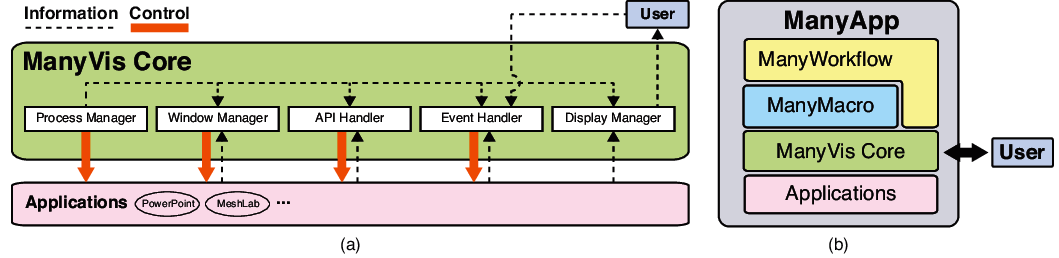 Information Control
User
ManyVis Core
Process Manager
Window Manager
API Handler
Event Handler
Display Manager
Applications PowerPoint MeshLab ...
(a)
ManyApp
ManyWorkflow
ManyMacro
ManyVis Core
User
Applications
(b)